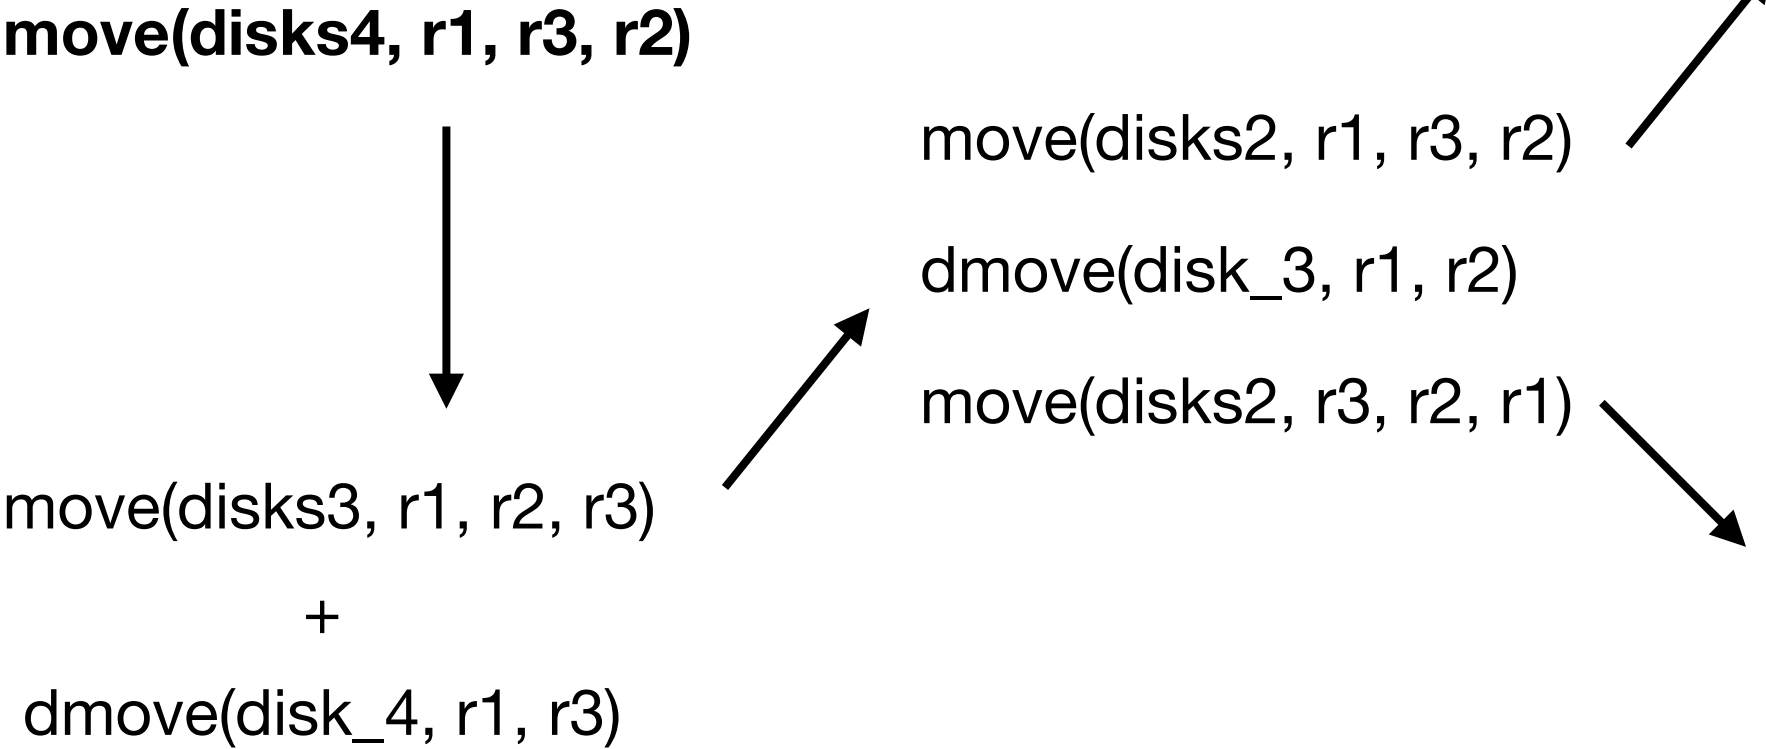 move(disks4, r1, r3, r2)
move(disks3, r1, r2, r3)
+
dmove(disk_4, r1, r3)
move(disks2, r1, r3, r2)
dmove(disk_3, r1, r2)
move(disks2, r3, r2, r1)